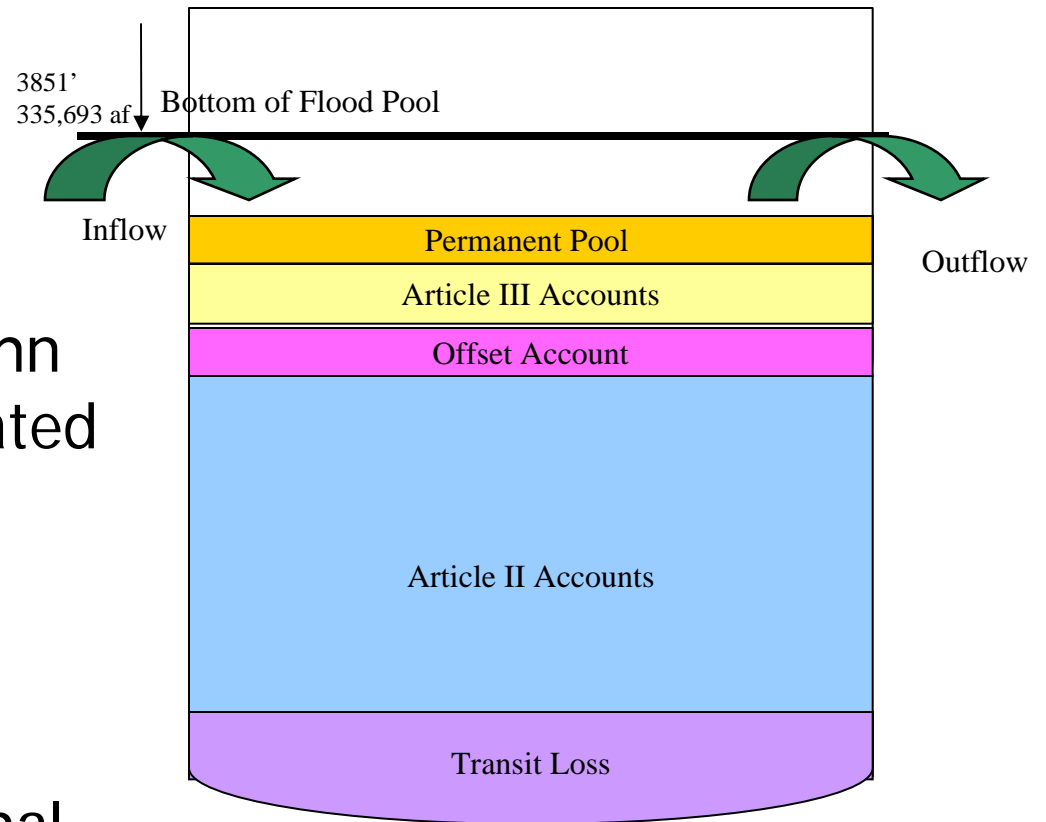 3851’
335,693 af
Bottom of Flood Pool
Inflow
Outflow
Permanent Pool
Article III Accounts
Offset Account
Article II Accounts
Transit Loss